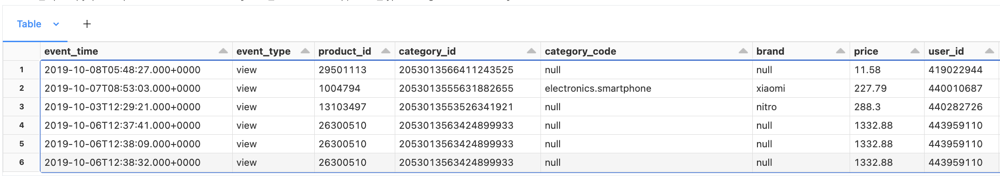 Table
event_time event_type product_id category_id category_code brand price user_id
1 2019-10-08T05:48:27.000+0000 view 29501113 2053013566411243525 null null 11.58 419022944
2 2019-10-07T08:53:03.000+0000 view 1004794 2053013555631882655 electronics.smartphone xiaomi 227.79 440010687
3 2019-10-03T12:29:21.000+0000 view 13103497 2053013553526341921 null nitro 288.3 440282726
4 2019-10-06T12:37:41.000+0000 view 26300510 2053013563424899933 null null 1332.88 443959110
5 2019-10-06T12:38:09.000+0000 view 26300510 2053013563424899933 null null 1332.88 443959110
6 2019-10-06T12:38:32.000+0000 view 26300510 2053013563424899933 null null 1332.88 443959110